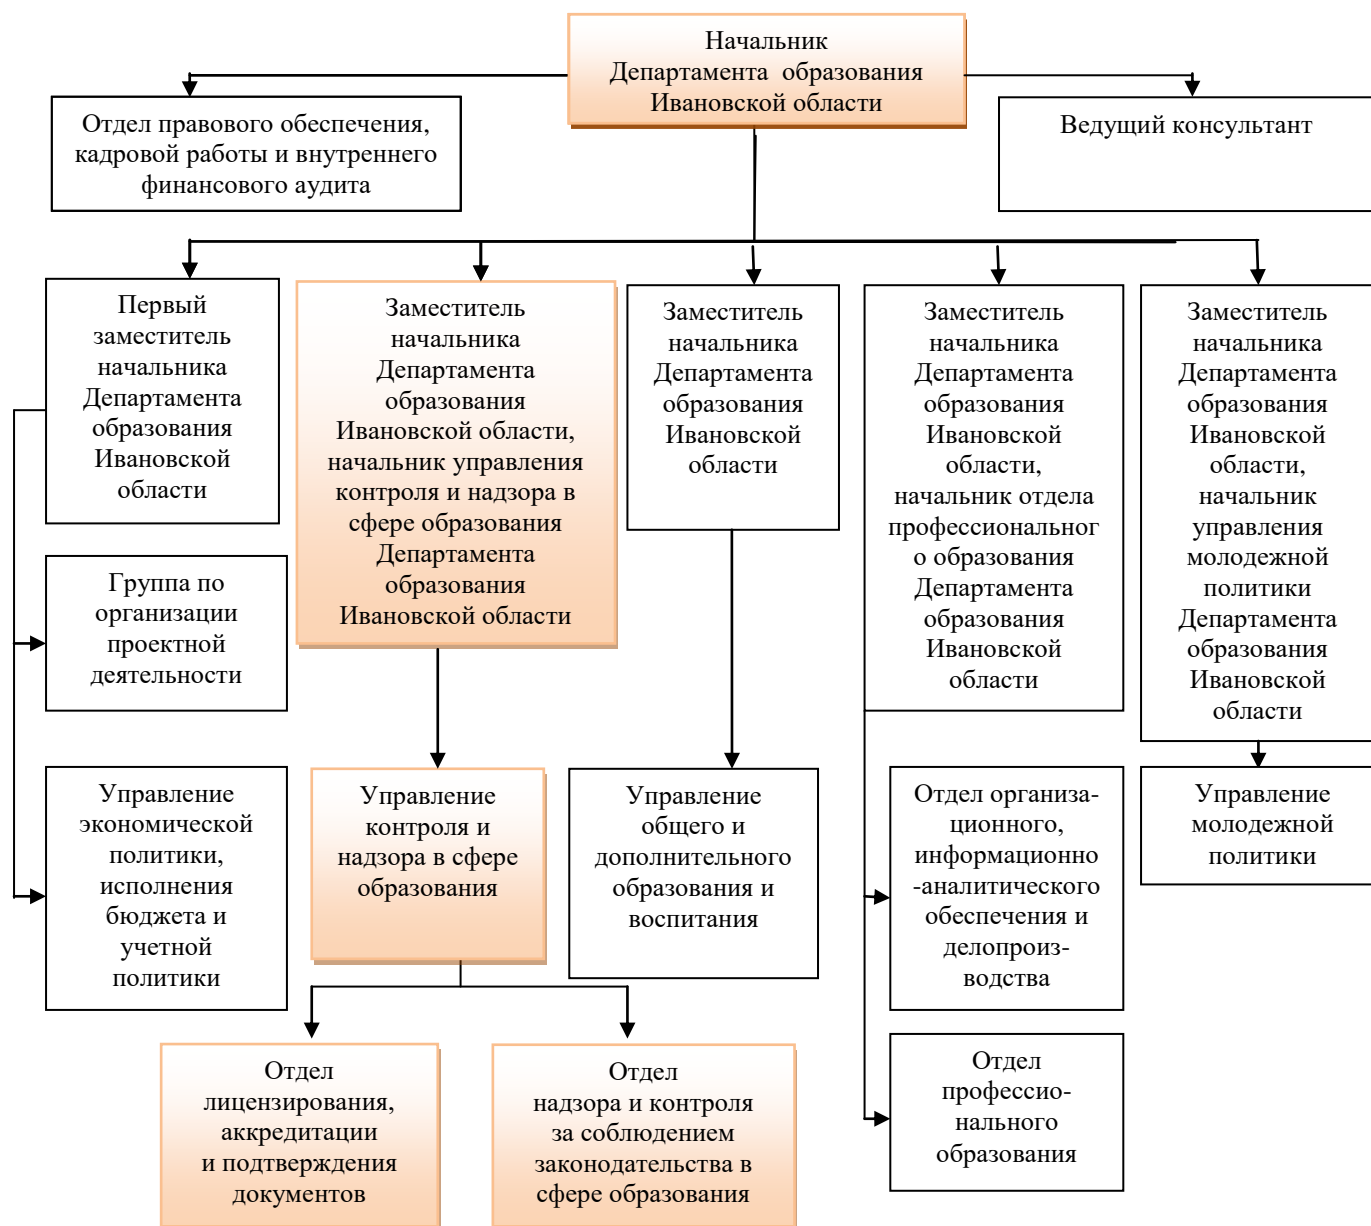 Начальник
Департамента образования
Ивановской области
Отдел правового обеспечения,
кадровой работы и внутреннего
финансового аудита
Ведущий консультант
Первый
заместитель
начальника
Департамента
образования
Ивановской
области
Заместитель
начальника
Департамента
образования
Ивановской области,
начальник управления
контроля и надзора в
сфере образования
Департамента
образования
Ивановской области
Заместитель
начальника
Департамента
образования
Ивановской
области
Заместитель
начальника
Департамента
образования
Ивановской
области,
начальник отдела
профессиональног
о образования
Департамента
образования
Ивановской
области
Заместитель
начальника
Департамента
образования
Ивановской
области,
начальник
управления
молодежной
политики
Департамента
образования
Ивановской
области
Группа по
организации
проектной
деятельности
Управление
экономической
политики,
исполнения
бюджета и
учетной
политики
Управление
контроля и
надзора в сфере
образования
Управление
общего и
дополнительного
образования и
воспитания
Отдел организа-
ционного,
информационно
-аналитического
обеспечения и
делопроиз-
водства
Управление
молодежной
политики
Отдел
лицензирования,
аккредитации
и подтверждения
документов
Отдел
надзора и контроля
за соблюдением
законодательства в
сфере образования
Отдел
профессио-
нального
образования